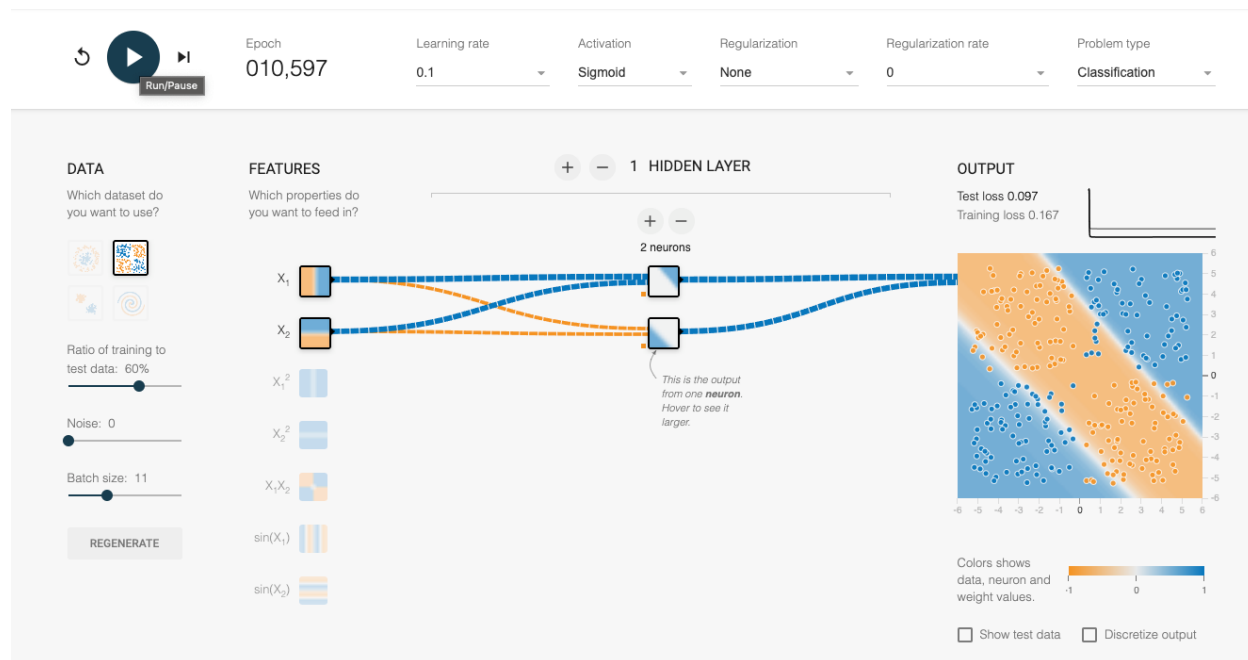 Epoch
010,597
Run/Pause
Learning rate
0.1
Activation
Sigmoid
Regularization
None
Regularization rate
0
Problem type
Classification
DATA
Which dataset do
you want to use?
Ratio of training to
test data: 60%
Noise: 0
Batch size: 11
REGENERATE
FEATURES
Which properties do
you want to feed in?
X₁
X₂
X₁²
X₂²
X₁X₂
sin(X₁)
sin(X₂)
+ − 1 HIDDEN LAYER
+ −
2 neurons
This is the output
from one neuron.
Hover to see it
larger.
OUTPUT
Test loss 0.097
Training loss 0.167
6
5
4
3
2
1
0
-1
-2
-3
-4
-5
-6
-6 -5 -4 -3 -2 -1 0 1 2 3 4 5 6
Colors shows
data, neuron and
weight values.
-1 0 1
Show test data
Discretize output